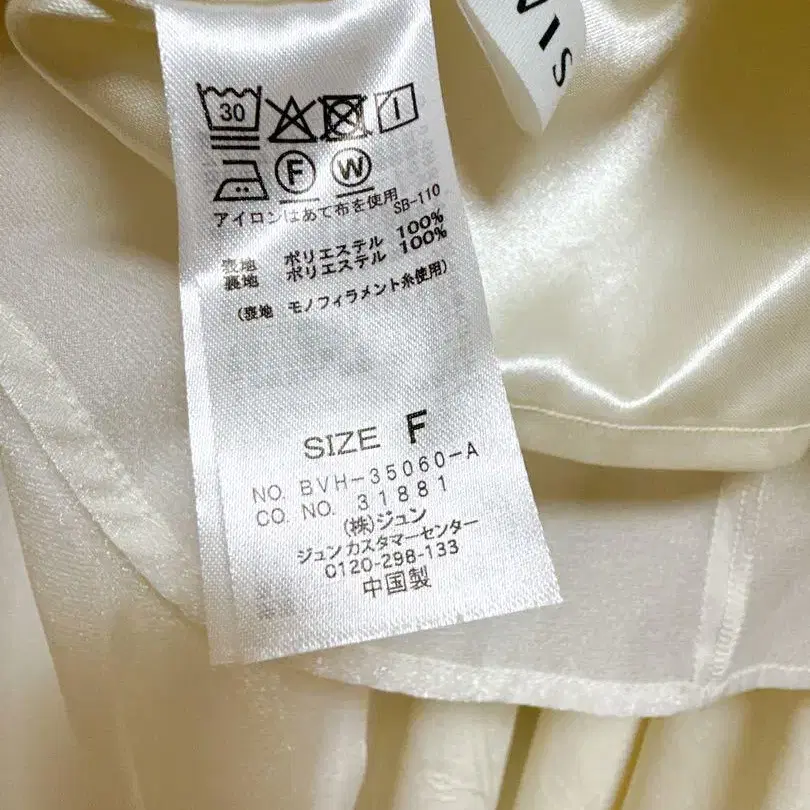 VIS
30
F W
アイロンはあて布を使用 SB-110
表地 ポリエステル 100%
裏地 ポリエステル 100%
(表地 モノフィラメント糸使用)
SIZE F
NO. BVH-35060-A
CO. NO. 31881
(株)ジュン
ジュンカスタマーセンター
0120-298-133
中国製